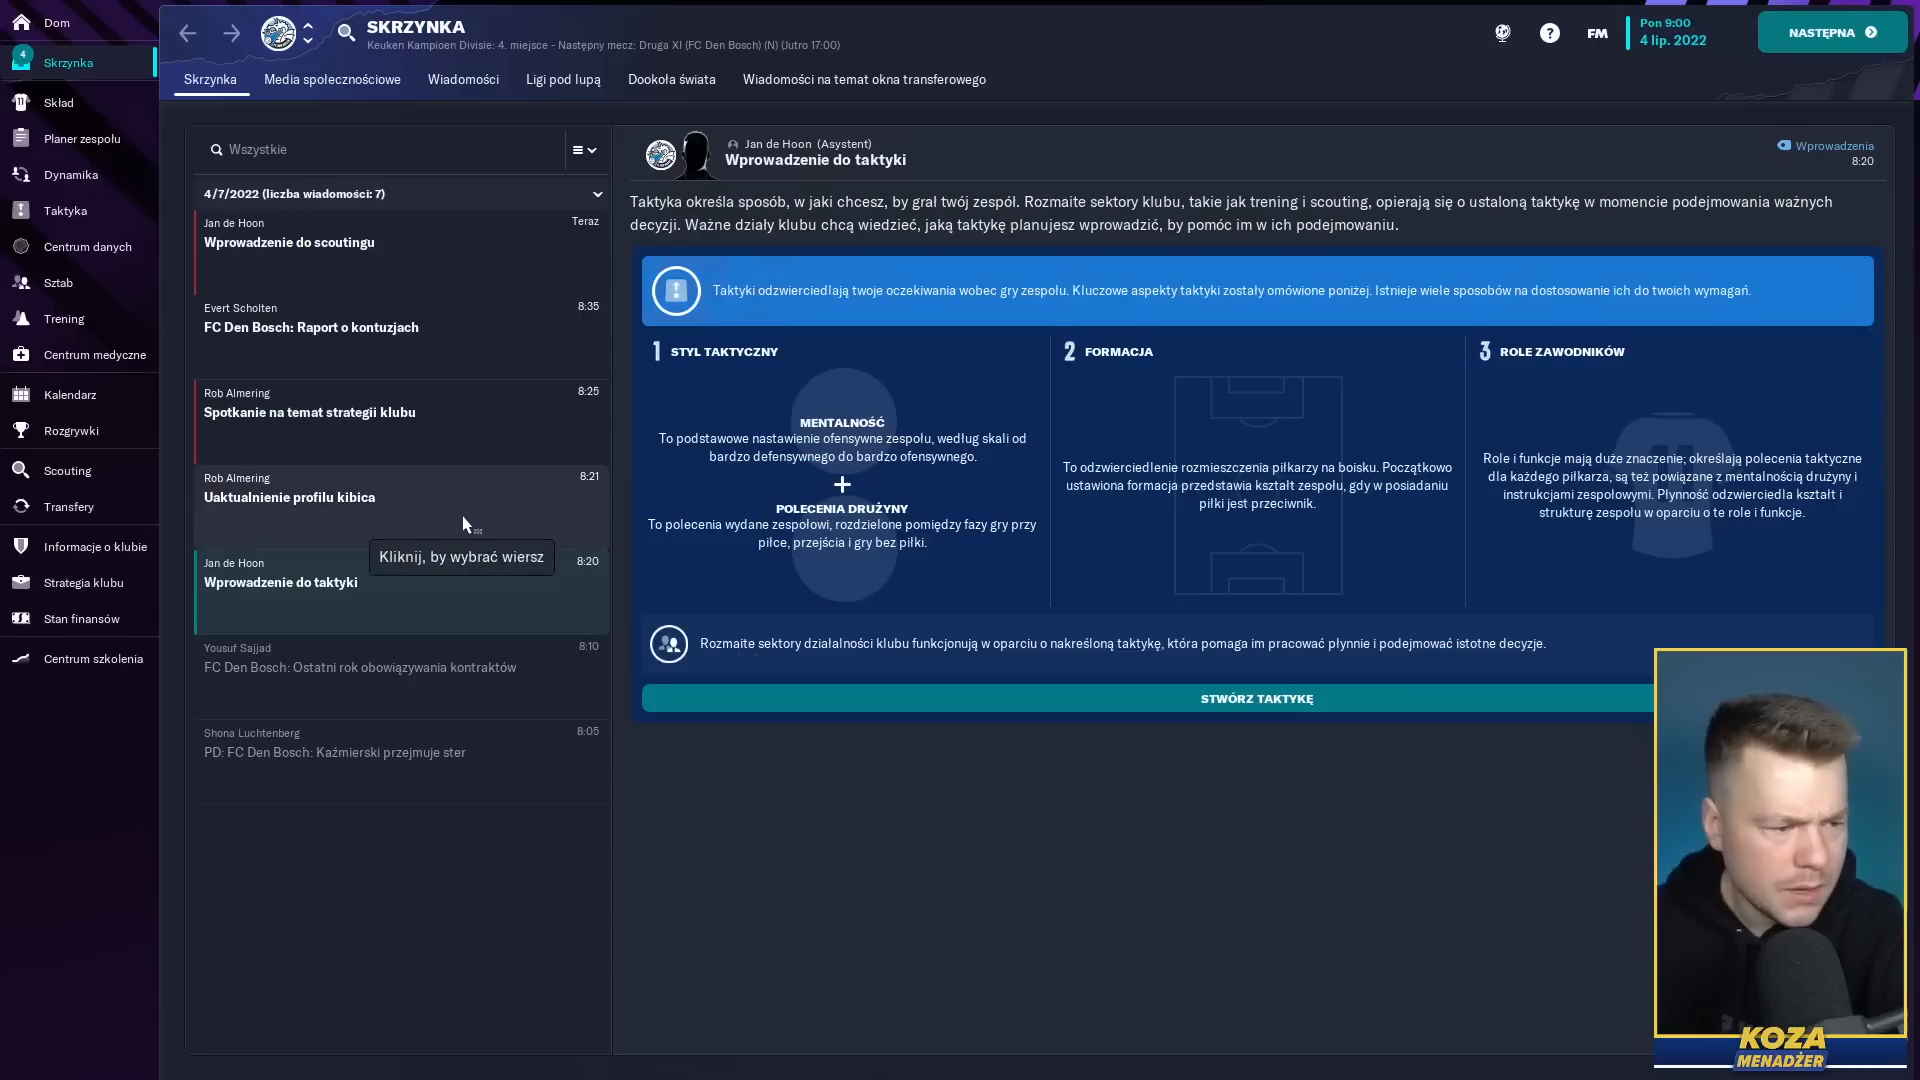 Dom
4
Skrzynka
Skład
Planer zespołu
Dynamika
Taktyka
Centrum danych
Sztab
Trening
Centrum medyczne
Kalendarz
Rozgrywki
Scouting
Transfery
Informacje o klubie
Strategia klubu
Stan finansów
Centrum szkolenia
SKRZYNKA
Keuken Kampioen Divisie: 4. miejsce - Następny mecz: Druga XI (FC Den Bosch) (N) (Jutro 17:00)
?
FM
Pon 9:00
4 lip. 2022
NASTĘPNA
Skrzynka
Media społecznościowe
Wiadomości
Ligi pod lupą
Dookoła świata
Wiadomości na temat okna transferowego
Wszystkie
4/7/2022 (liczba wiadomości: 7)
Jan de Hoon
Teraz
Wprowadzenie do scoutingu
Evert Scholten
8:35
FC Den Bosch: Raport o kontuzjach
Rob Almering
8:25
Spotkanie na temat strategii klubu
Rob Almering
8:21
Uaktualnienie profilu kibica
Kliknij, by wybrać wiersz
Jan de Hoon
8:20
Wprowadzenie do taktyki
Yousuf Sajjad
8:10
FC Den Bosch: Ostatni rok obowiązywania kontraktów
Shona Luchtenberg
8:05
PD: FC Den Bosch: Kaźmierski przejmuje ster
Jan de Hoon (Asystent)
Wprowadzenie do taktyki
Wprowadzenia
8:20
Taktyka określa sposób, w jaki chcesz, by grał twój zespół. Rozmaite sektory klubu, takie jak trening i scouting, opierają się o ustaloną taktykę w momencie podejmowania ważnych
decyzji. Ważne działy klubu chcą wiedzieć, jaką taktykę planujesz wprowadzić, by pomóc im w ich podejmowaniu.
Taktyki odzwierciedlają twoje oczekiwania wobec gry zespołu. Kluczowe aspekty taktyki zostały omówione poniżej. Istnieje wiele sposobów na dostosowanie ich do twoich wymagań.
1 STYL TAKTYCZNY
MENTALNOŚĆ
To podstawowe nastawienie ofensywne zespołu, według skali od
bardzo defensywnego do bardzo ofensywnego.
+
POLECENIA DRUŻYNY
To polecenia wydane zespołowi, rozdzielone pomiędzy fazy gry przy
piłce, przejścia i gry bez piłki.
2 FORMACJA
To odzwierciedlenie rozmieszczenia piłkarzy na boisku. Początkowo
ustawiona formacja przedstawia kształt zespołu, gdy w posiadaniu
piłki jest przeciwnik.
3 ROLE ZAWODNIKÓW
Role i funkcje mają duże znaczenie; określają polecenia taktyczne
dla każdego piłkarza, są też powiązane z mentalnością drużyny i
instrukcjami zespołowymi. Płynność odzwierciedla kształt i
strukturę zespołu w oparciu o te role i funkcje.
Rozmaite sektory działalności klubu funkcjonują w oparciu o nakreśloną taktykę, która pomaga im pracować płynnie i podejmować istotne decyzje.
STWÓRZ TAKTYKĘ
KOZA
MENADŻER